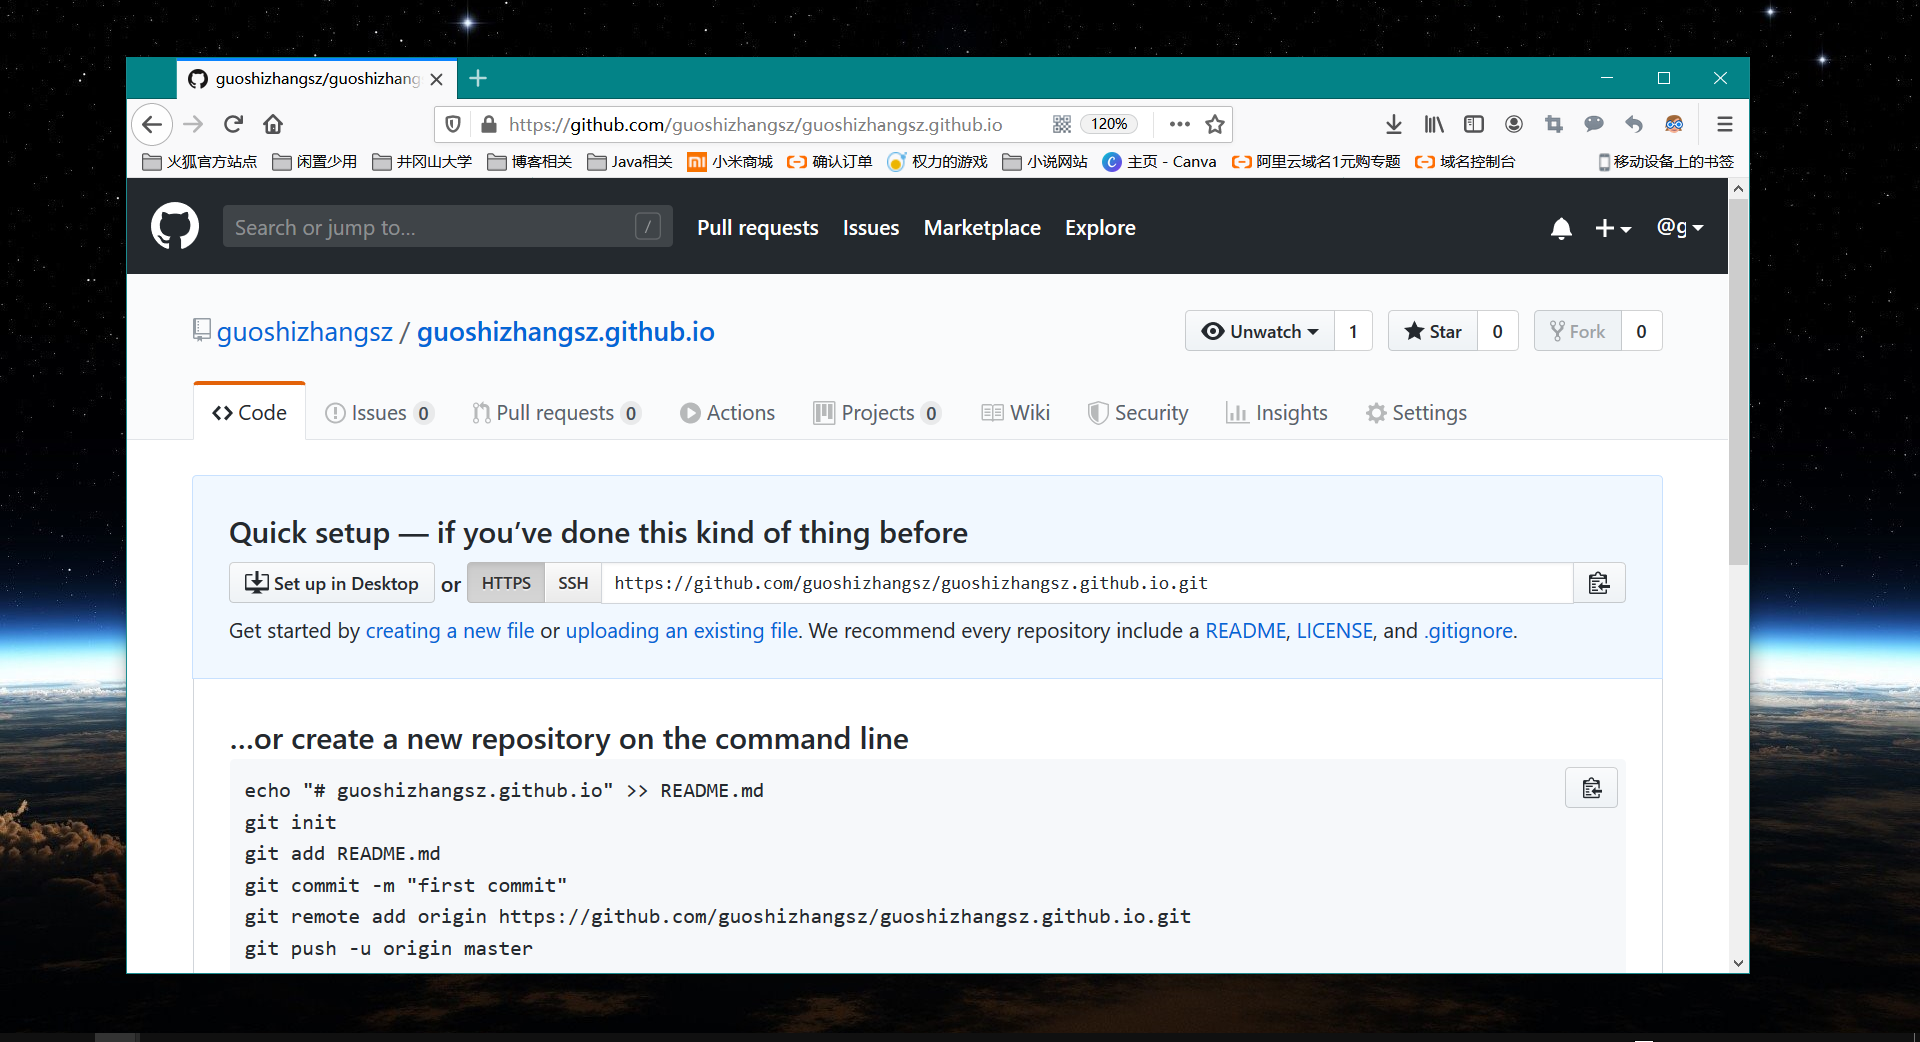 guoshizhangsz/guoshizhang
https://github.com/guoshizhangsz/guoshizhangsz.github.io
120%
火狐官方站点 闲置少用 井冈山大学 博客相关 Java相关 小米商城 确认订单 权力的游戏 小说网站 主页 - Canva 阿里云域名1元购专题 域名控制台 移动设备上的书签
Search or jump to... / Pull requests Issues Marketplace Explore @g
guoshizhangsz / guoshizhangsz.github.io Unwatch 1 Star 0 Fork 0
Code Issues 0 Pull requests 0 Actions Projects 0 Wiki Security Insights Settings
Quick setup — if you’ve done this kind of thing before
Set up in Desktop or HTTPS SSH https://github.com/guoshizhangsz/guoshizhangsz.github.io.git
Get started by creating a new file or uploading an existing file. We recommend every repository include a README, LICENSE, and .gitignore.
…or create a new repository on the command line
echo "# guoshizhangsz.github.io" >> README.md
git init
git add README.md
git commit -m "first commit"
git remote add origin https://github.com/guoshizhangsz/guoshizhangsz.github.io.git
git push -u origin master